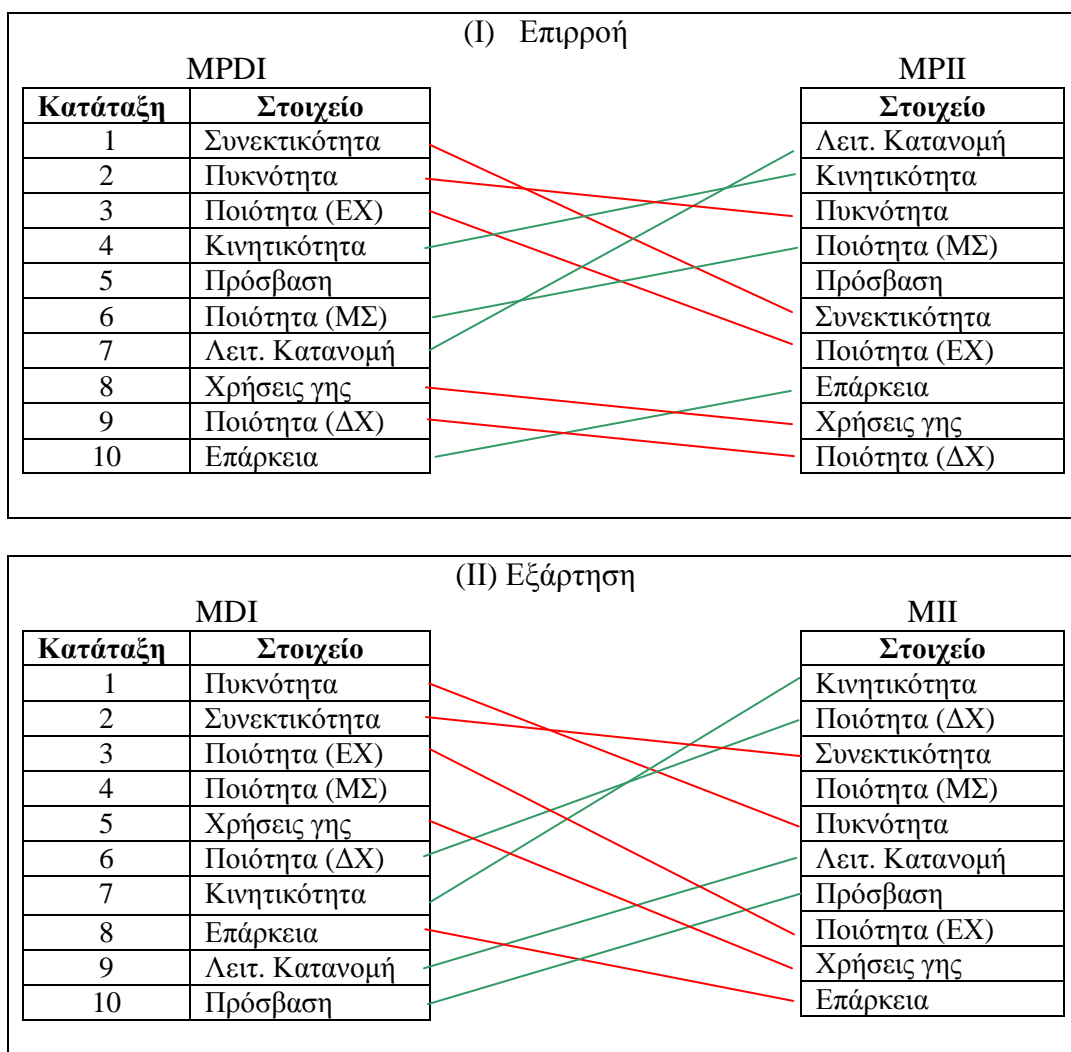 (I) Επιρροή
MPDI MPII
Κατάταξη Στοιχείο Στοιχείο
1 Συνεκτικότητα Λειτ. Κατανομή
2 Πυκνότητα Κινητικότητα
3 Ποιότητα (ΕΧ) Πυκνότητα
4 Κινητικότητα Ποιότητα (ΜΣ)
5 Πρόσβαση Πρόσβαση
6 Ποιότητα (ΜΣ) Συνεκτικότητα
7 Λειτ. Κατανομή Ποιότητα (ΕΧ)
8 Χρήσεις γης Επάρκεια
9 Ποιότητα (ΔΧ) Χρήσεις γης
10 Επάρκεια Ποιότητα (ΔΧ)
(II) Εξάρτηση
MDI MII
Κατάταξη Στοιχείο Στοιχείο
1 Πυκνότητα Κινητικότητα
2 Συνεκτικότητα Ποιότητα (ΔΧ)
3 Ποιότητα (ΕΧ) Συνεκτικότητα
4 Ποιότητα (ΜΣ) Ποιότητα (ΜΣ)
5 Χρήσεις γης Πυκνότητα
6 Ποιότητα (ΔΧ) Λειτ. Κατανομή
7 Κινητικότητα Πρόσβαση
8 Επάρκεια Ποιότητα (ΕΧ)
9 Λειτ. Κατανομή Χρήσεις γης
10 Πρόσβαση Επάρκεια